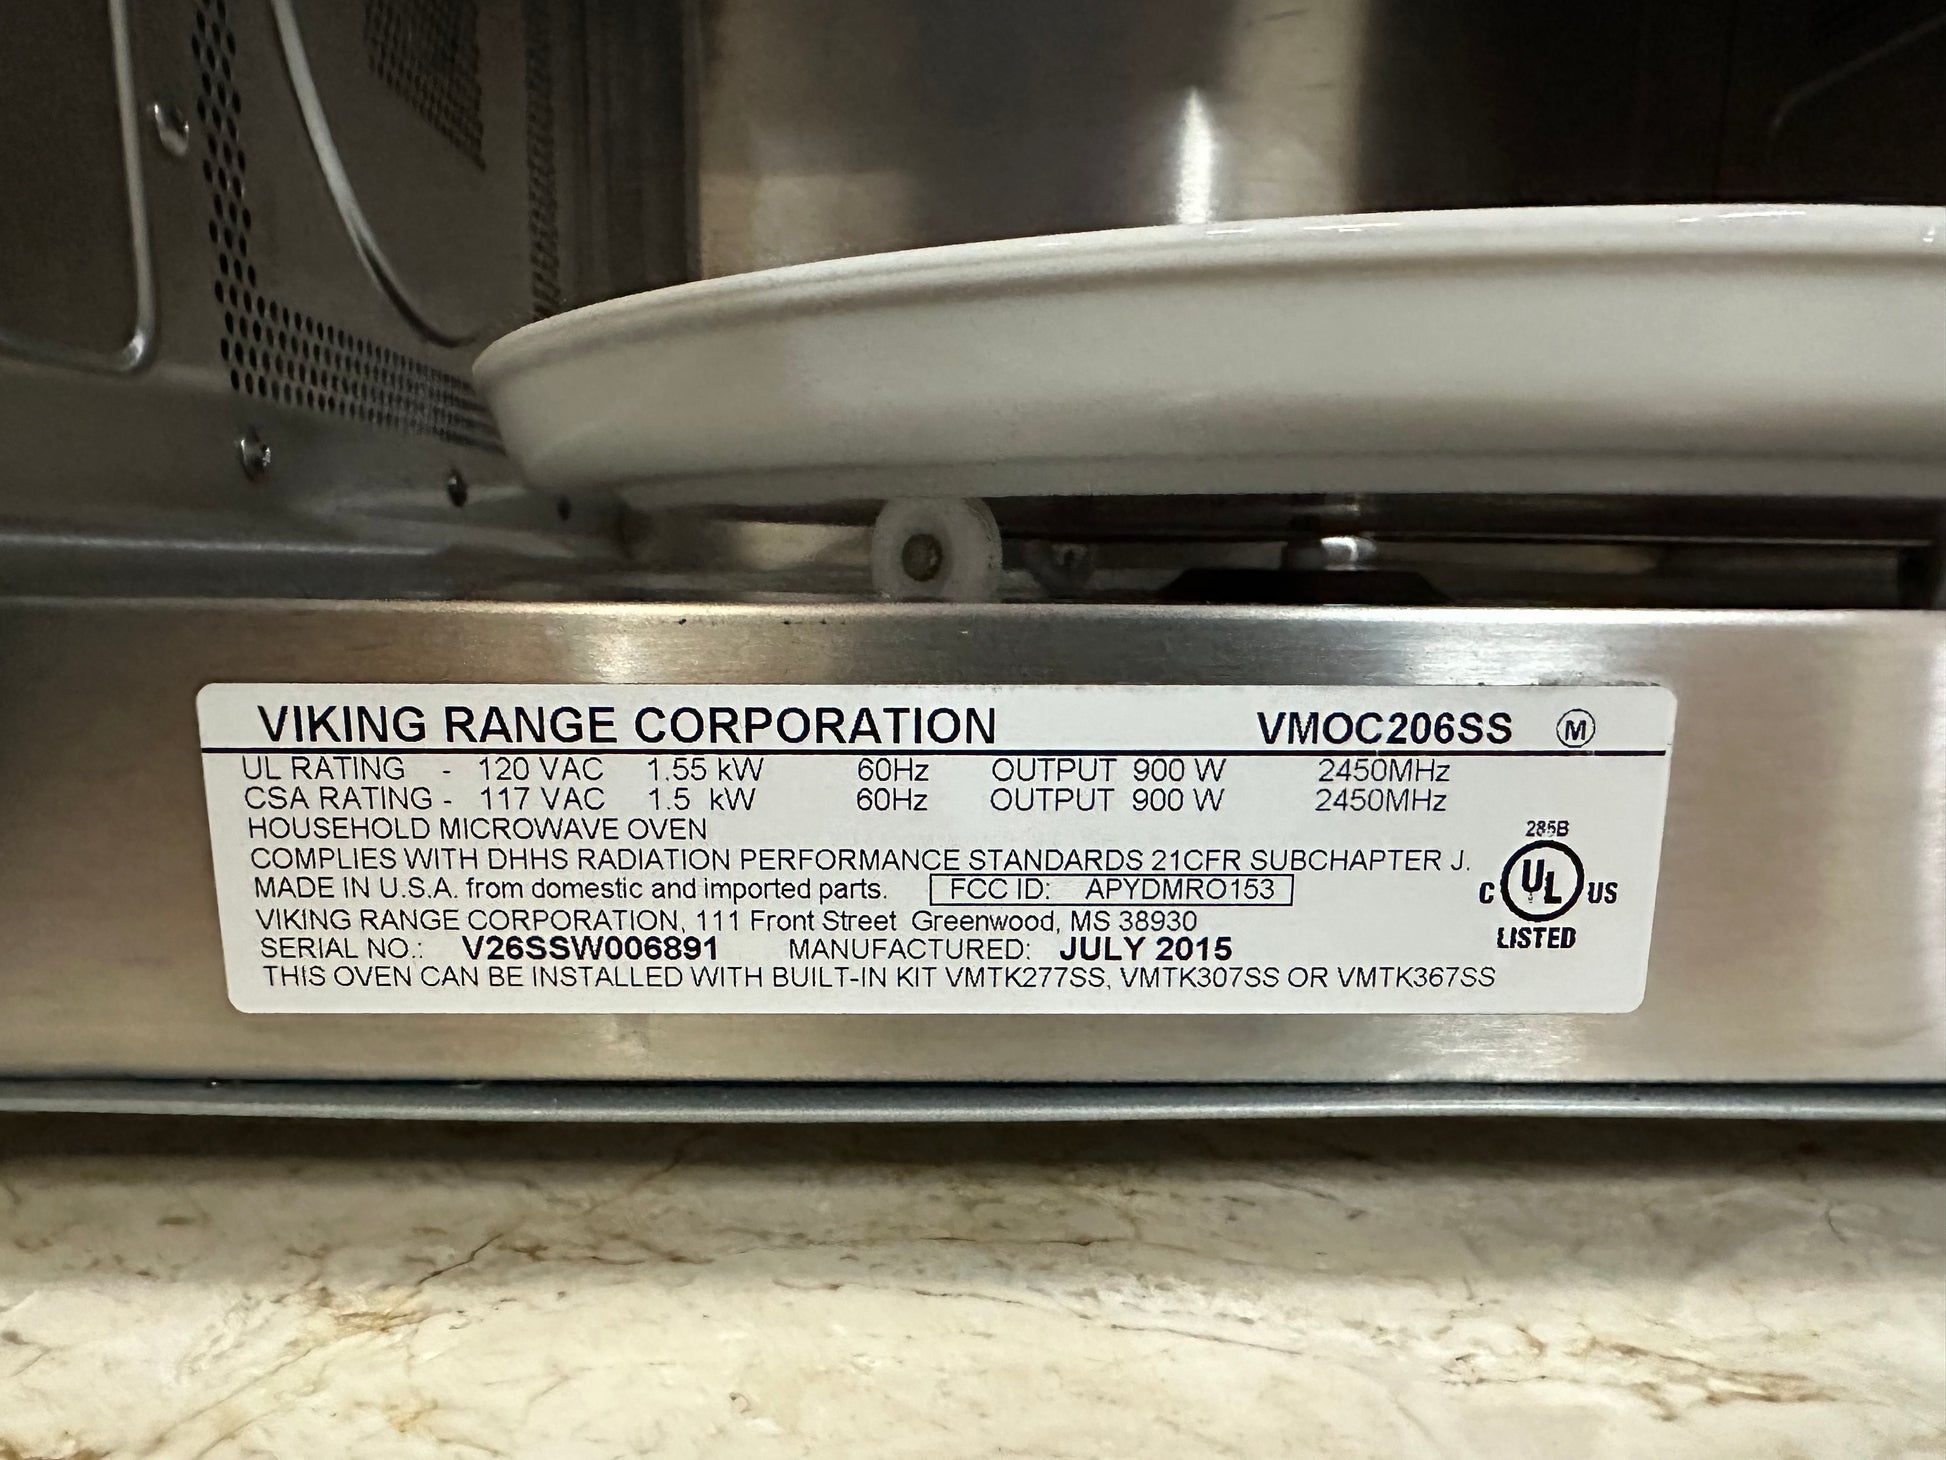 VIKING RANGE CORPORATION VMOC206SS M
UL RATING - 120 VAC 1.55 kW 60Hz OUTPUT 900 W 2450MHz
CSA RATING - 117 VAC 1.5 kW 60Hz OUTPUT 900 W 2450MHz
HOUSEHOLD MICROWAVE OVEN
COMPLIES WITH DHHS RADIATION PERFORMANCE STANDARDS 21CFR SUBCHAPTER J.
MADE IN U.S.A. from domestic and imported parts. FCC ID: APYDMRO153
VIKING RANGE CORPORATION, 111 Front Street Greenwood, MS 38930
SERIAL NO.: V26SSW006891 MANUFACTURED: JULY 2015
THIS OVEN CAN BE INSTALLED WITH BUILT-IN KIT VMTK277SS, VMTK307SS OR VMTK367SS
C UL US
LISTED